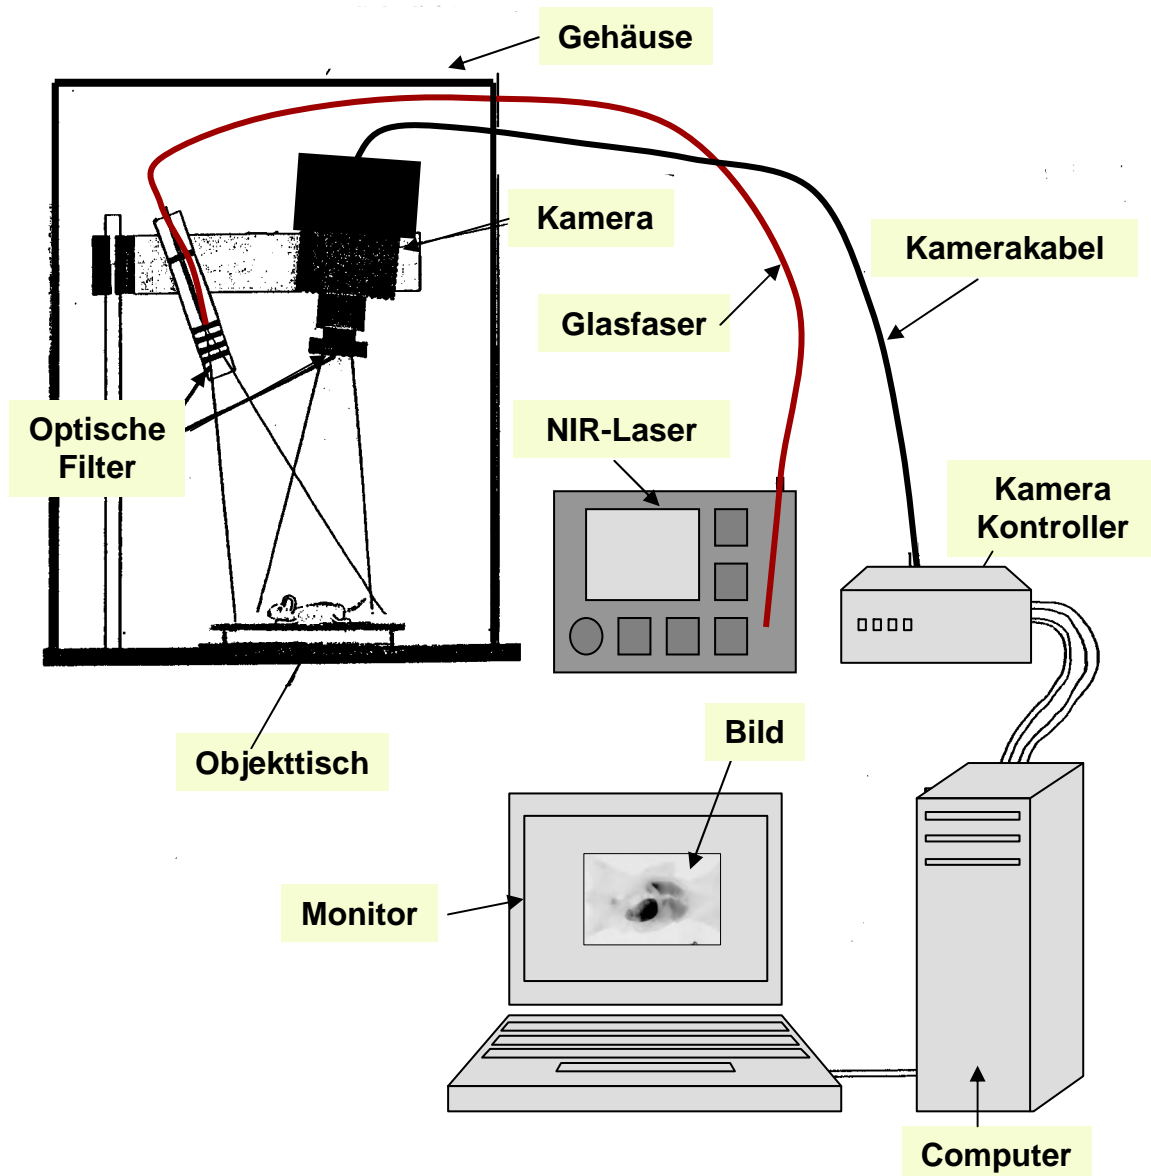 Gehäuse
Kamera
Kamerakabel
Glasfaser
Optische
Filter
NIR-Laser
Kamera
Kontroller
Objekttisch
Bild
Monitor
Computer